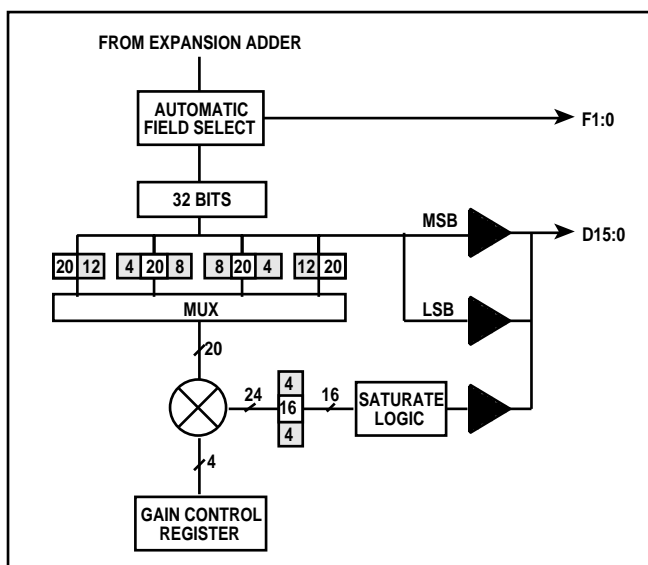 FROM EXPANSION ADDER
AUTOMATIC
FIELD SELECT
F1:0
32 BITS
MSB
D15:0
20 12 4 20 8 8 20 4 12 20
MUX
LSB
20
24
4
16
4
16
SATURATE
LOGIC
4
GAIN CONTROL
REGISTER